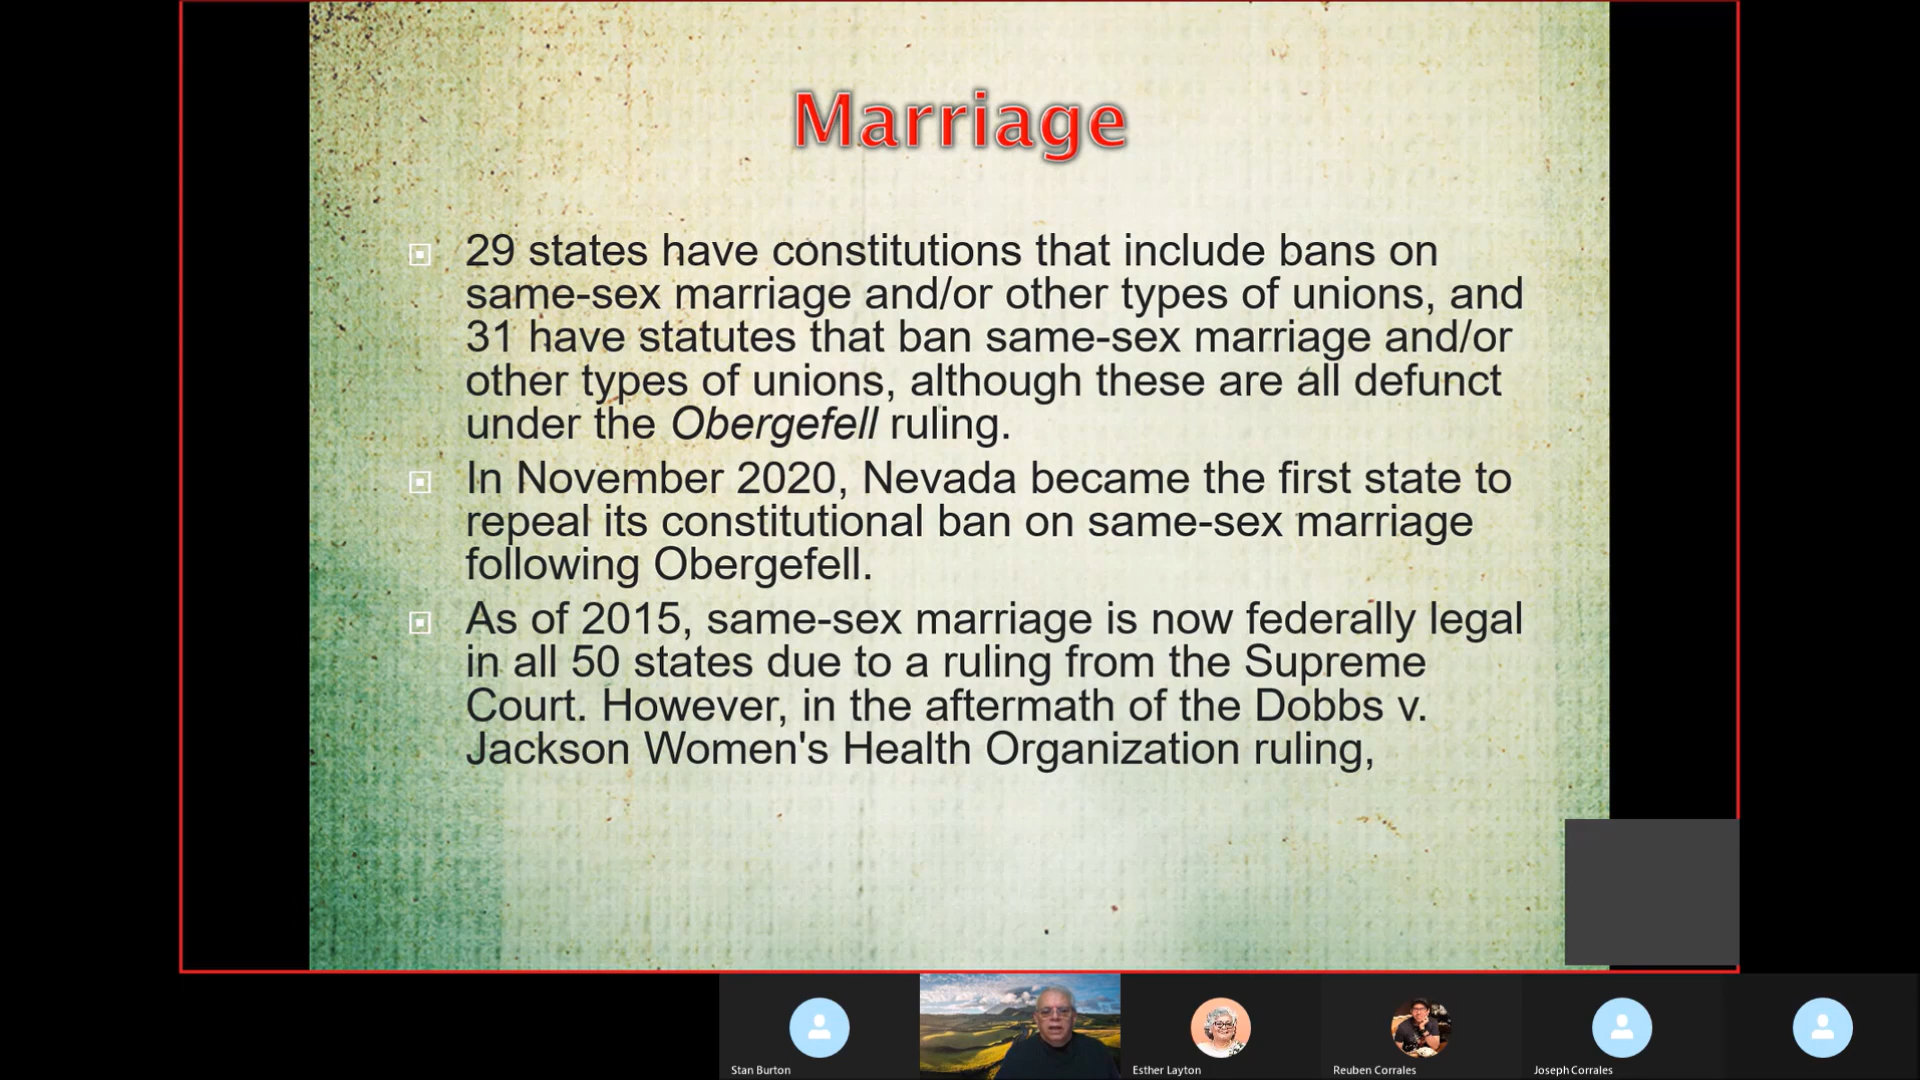 Marriage
29 states have constitutions that include bans on
same-sex marriage and/or other types of unions, and
31 have statutes that ban same-sex marriage and/or
other types of unions, although these are all defunct
under the Obergefell ruling.
In November 2020, Nevada became the first state to
repeal its constitutional ban on same-sex marriage
following Obergefell.
As of 2015, same-sex marriage is now federally legal
in all 50 states due to a ruling from the Supreme
Court. However, in the aftermath of the Dobbs v.
Jackson Women's Health Organization ruling,
Stan Burton
Esther Layton
Reuben Corrales
Joseph Corrales